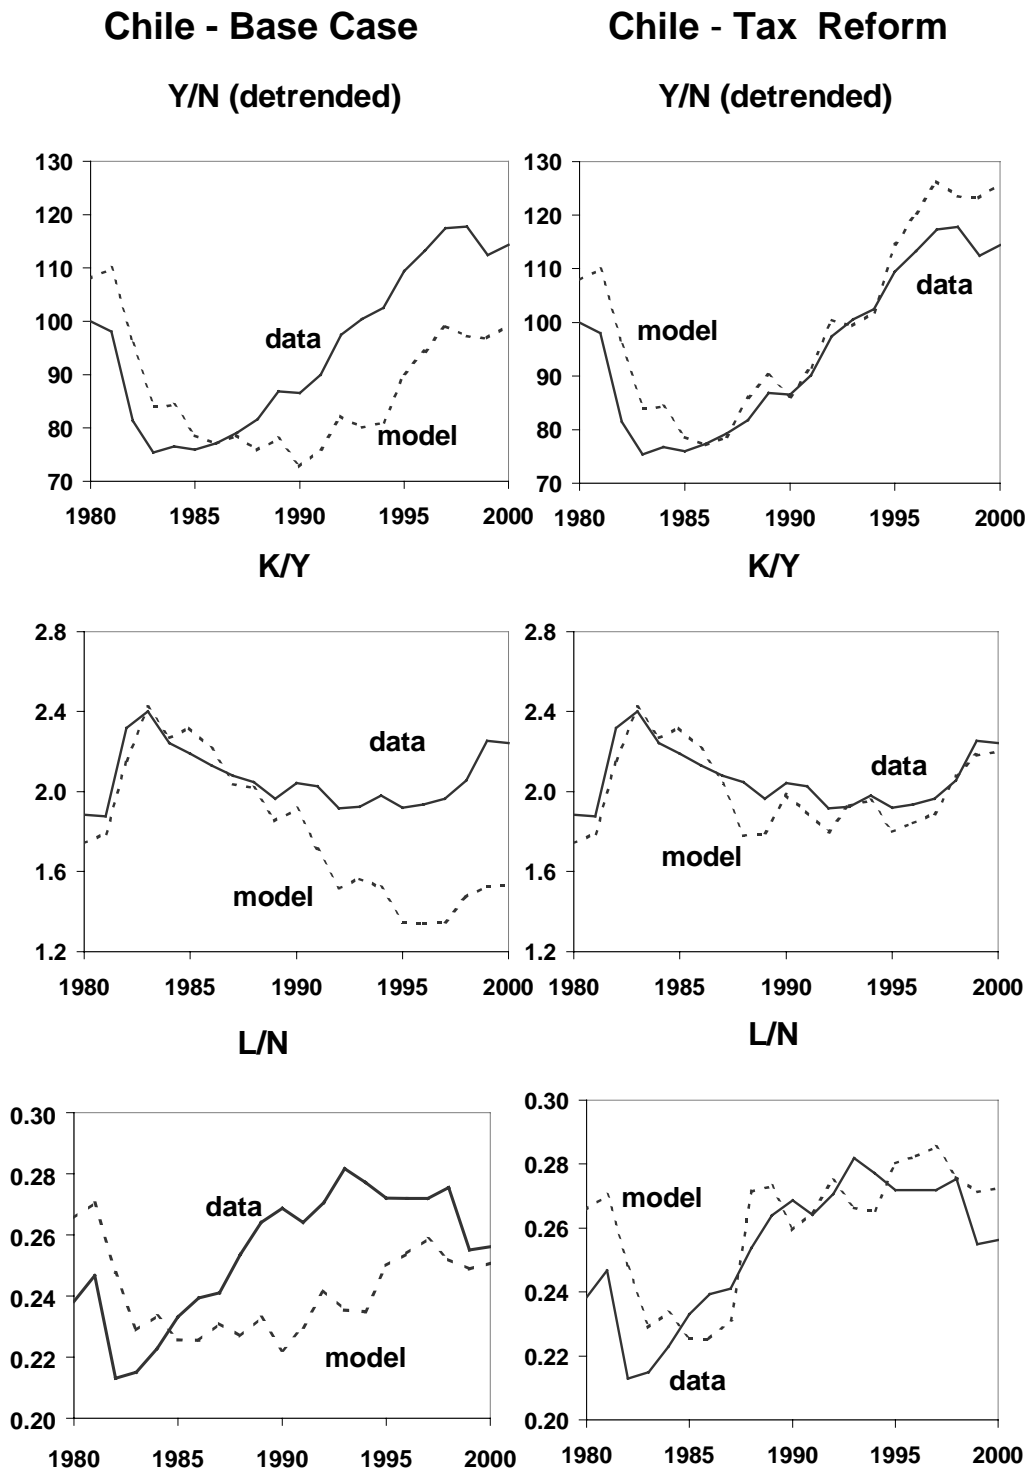 Chile - Base Case
Chile - Tax Reform
Y/N (detrended)
Y/N (detrended)
130
120
110
100
90
80
70
data
model
1980 1985 1990 1995 2000
130
120
110
100
90
80
70
model
data
1980 1985 1990 1995 2000
K/Y
K/Y
2.8
2.4
2.0
1.6
1.2
data
model
1980 1985 1990 1995 2000
2.8
2.4
2.0
1.6
1.2
data
model
1980 1985 1990 1995 2000
L/N
L/N
0.30
0.28
0.26
0.24
0.22
0.20
data
model
1980 1985 1990 1995 2000
0.30
0.28
0.26
0.24
0.22
0.20
model
data
1980 1985 1990 1995 2000